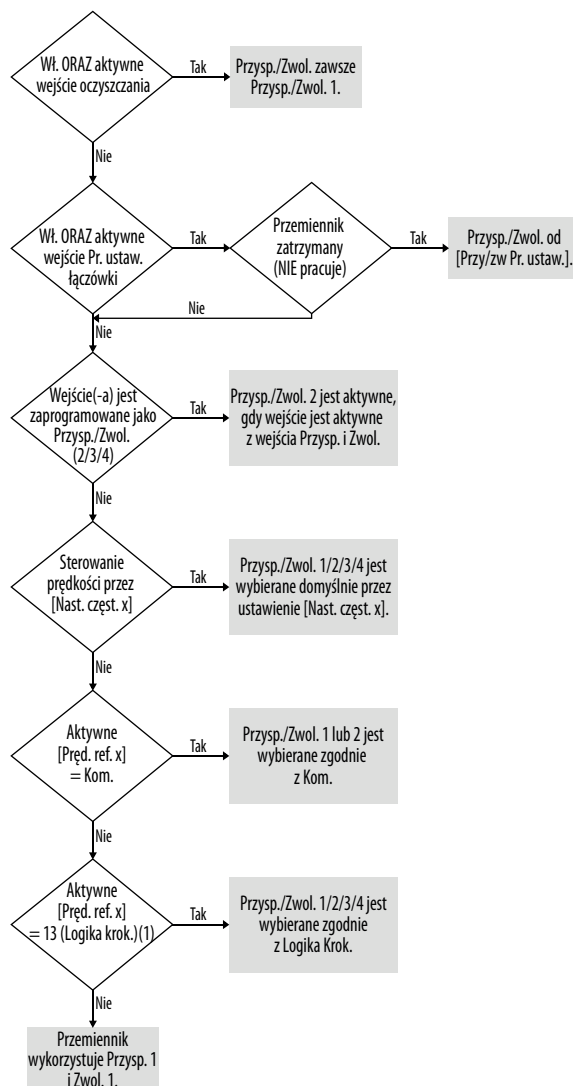 Wł. ORAZ aktywne
wejście oczyszczania
Tak
Przysp./Zwol. zawsze
Przysp./Zwol. 1.
Nie
Wł. ORAZ aktywne
wejście Pr. ustaw.
łączówki
Tak
Przemiennik
zatrzymany
(NIE pracuje)
Tak
Przysp./Zwol. od
[Przy/zw Pr. ustaw.].
Nie
Nie
Wejście(-a) jest
zaprogramowane jako
Przysp./Zwol.
(2/3/4)
Tak
Przysp./Zwol. 2 jest aktywne,
gdy wejście jest aktywne
z wejścia Przysp. i Zwol.
Nie
Sterowanie
prędkości przez
[Nast. częst. x]
Tak
Przysp./Zwol. 1/2/3/4 jest
wybierane domyślnie przez
ustawienie [Nast. częst. x].
Nie
Aktywne
[Pręd. ref. x]
= Kom.
Tak
Przysp./Zwol. 1 lub 2 jest
wybierane zgodnie
z Kom.
Nie
Aktywne
[Pręd. ref. x]
= 13 (Logika krok.)(1)
Tak
Przysp./Zwol. 1/2/3/4 jest
wybierane zgodnie
z Logika Krok.
Nie
Przemiennik
wykorzystuje Przysp. 1
i Zwol. 1.